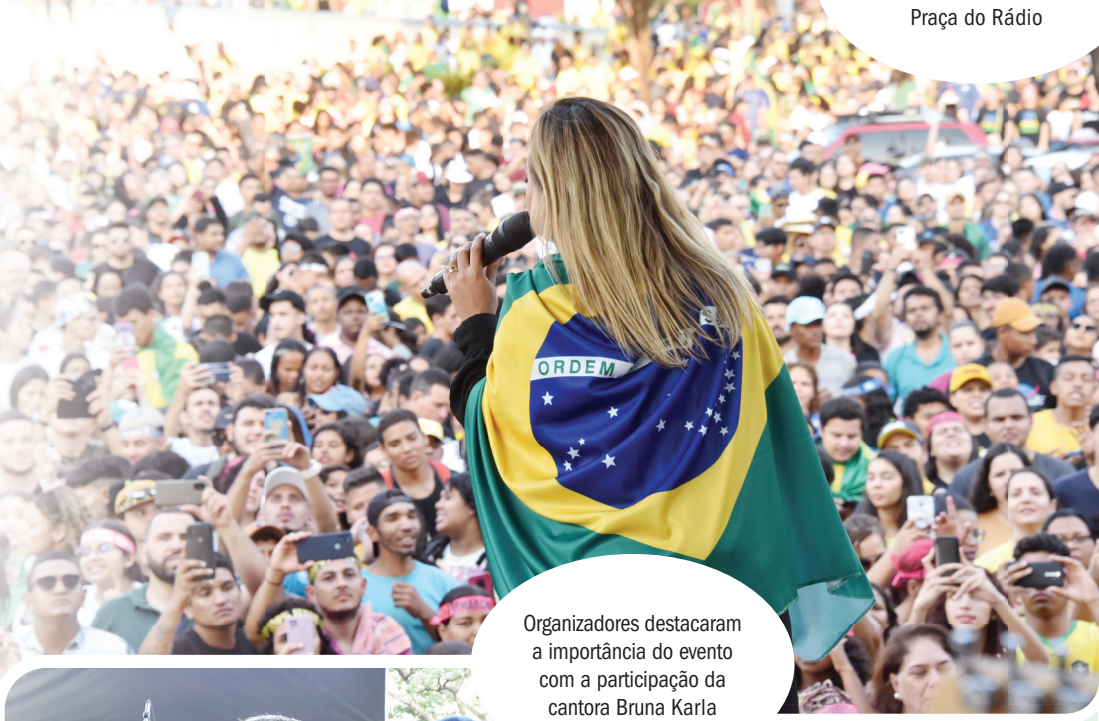 Praça do Rádio
ORDEM
Organizadores destacaram
a importância do evento
com a participação da
cantora Bruna Karla